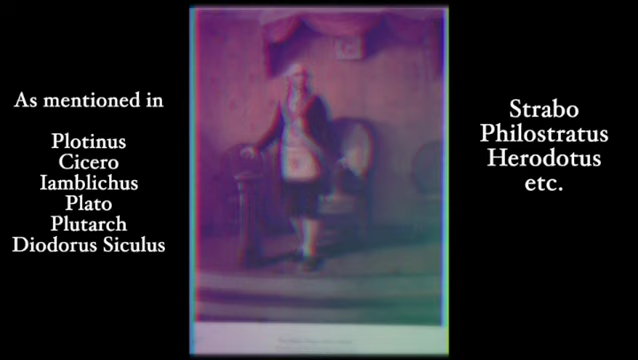 As mentioned in
Plotinus
Cicero
Iamblichus
Plato
Plutarch
Diodorus Siculus
Strabo
Philostratus
Herodotus
etc.